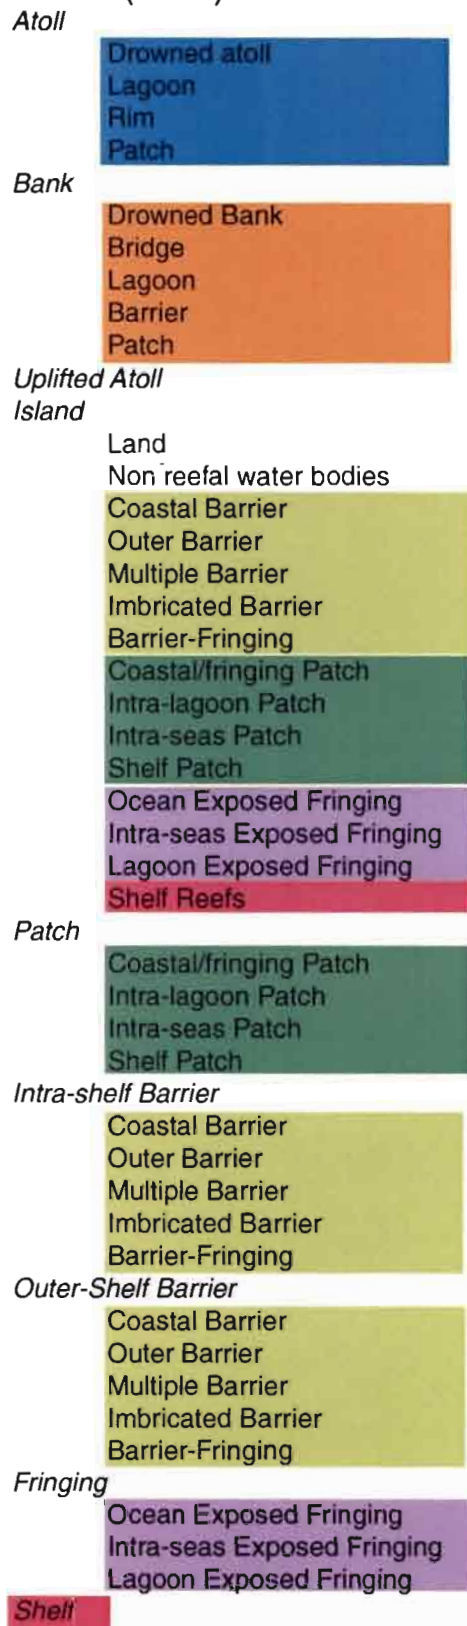 Atoll
Drowned atoll
Lagoon
Rim
Patch
Bank
Drowned Bank
Bridge
Lagoon
Barrier
Patch
Uplifted Atoll
Island
Land
Non reefal water bodies
Coastal Barrier
Outer Barrier
Multiple Barrier
Imbricated Barrier
Barrier-Fringing
Coastal/fringing Patch
Intra-lagoon Patch
Intra-seas Patch
Shelf Patch
Ocean Exposed Fringing
Intra-seas Exposed Fringing
Lagoon Exposed Fringing
Shelf Reefs
Patch
Coastal/fringing Patch
Intra-lagoon Patch
Intra-seas Patch
Shelf Patch
Intra-shelf Barrier
Coastal Barrier
Outer Barrier
Multiple Barrier
Imbricated Barrier
Barrier-Fringing
Outer-Shelf Barrier
Coastal Barrier
Outer Barrier
Multiple Barrier
Imbricated Barrier
Barrier-Fringing
Fringing
Ocean Exposed Fringing
Intra-seas Exposed Fringing
Lagoon Exposed Fringing
Shelf